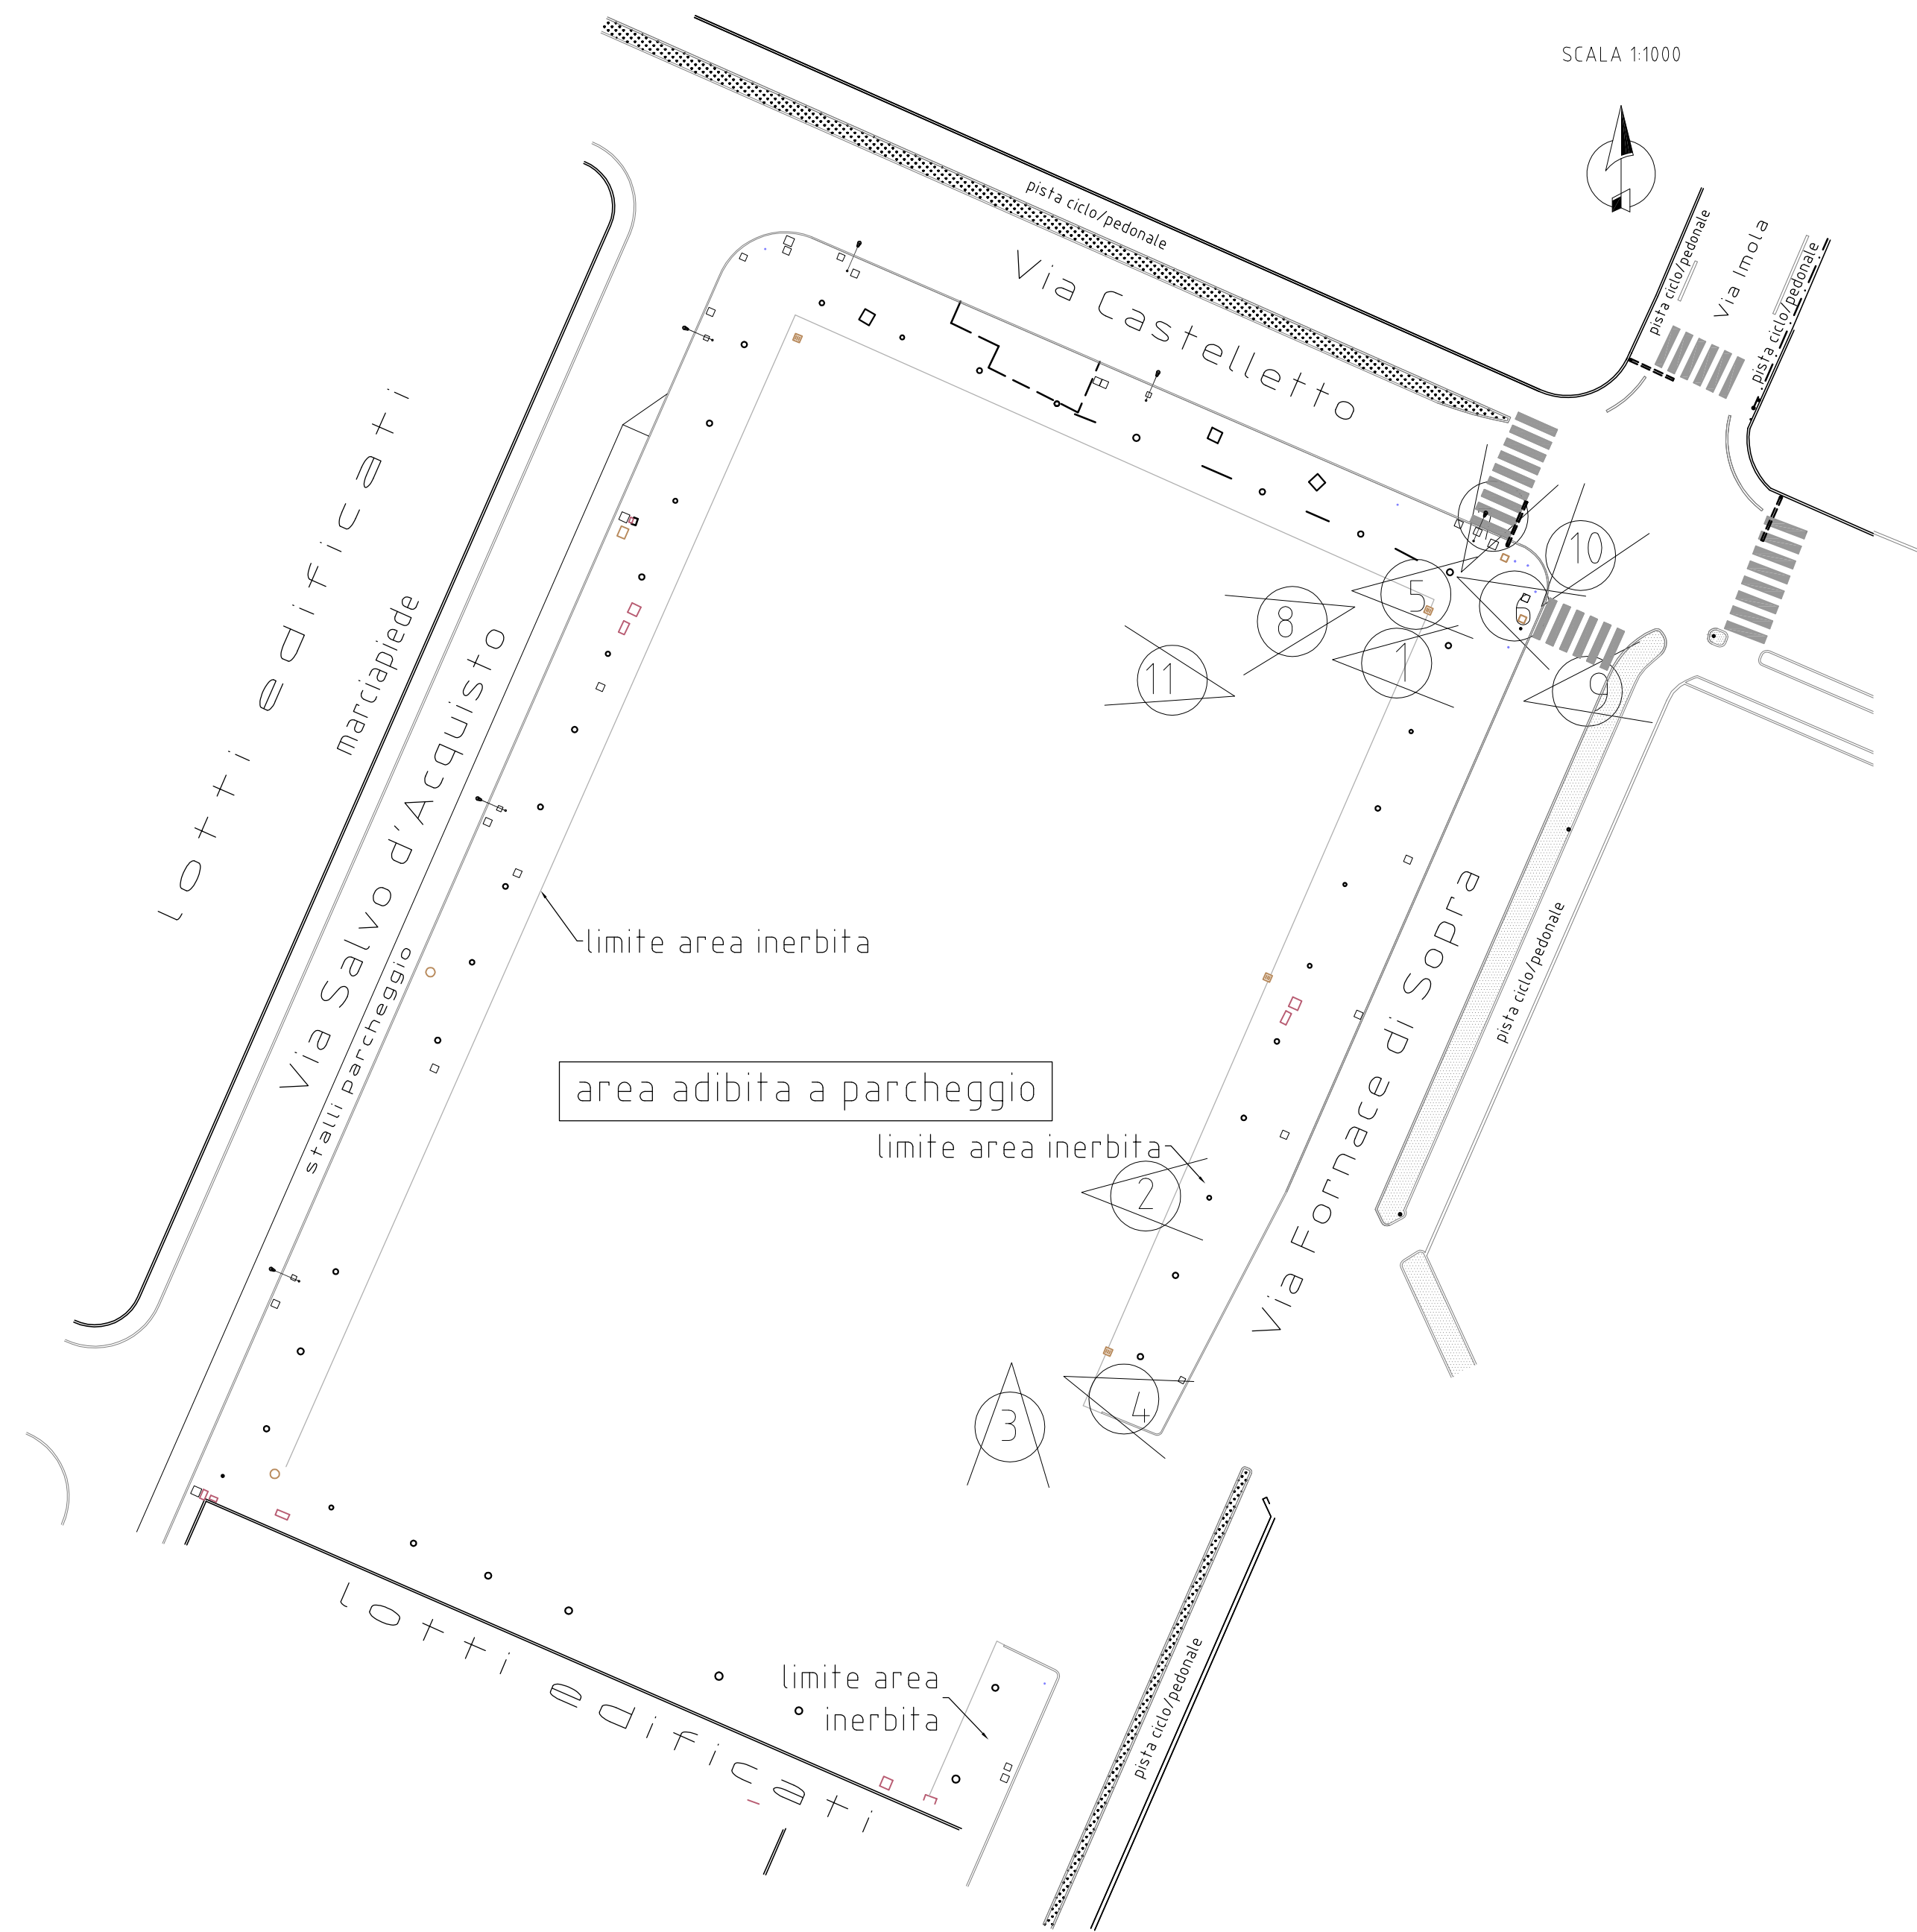 SCALA 1:1000
pista ciclo/pedonale
Via Castelletto
pista ciclo/pedonale
Via Imola
pista ciclo/pedonale
lotti edificati
marciapiede
Via Salvo d'Acquisto
stalli parcheggio
10
5
6
8
1
11
9
limite area inerbita
pista ciclo/pedonale
Via Fornace di Sopra
area adibita a parcheggio
limite area inerbita
2
4
3
lotti edificati
limite area
inerbita
pista ciclo/pedonale